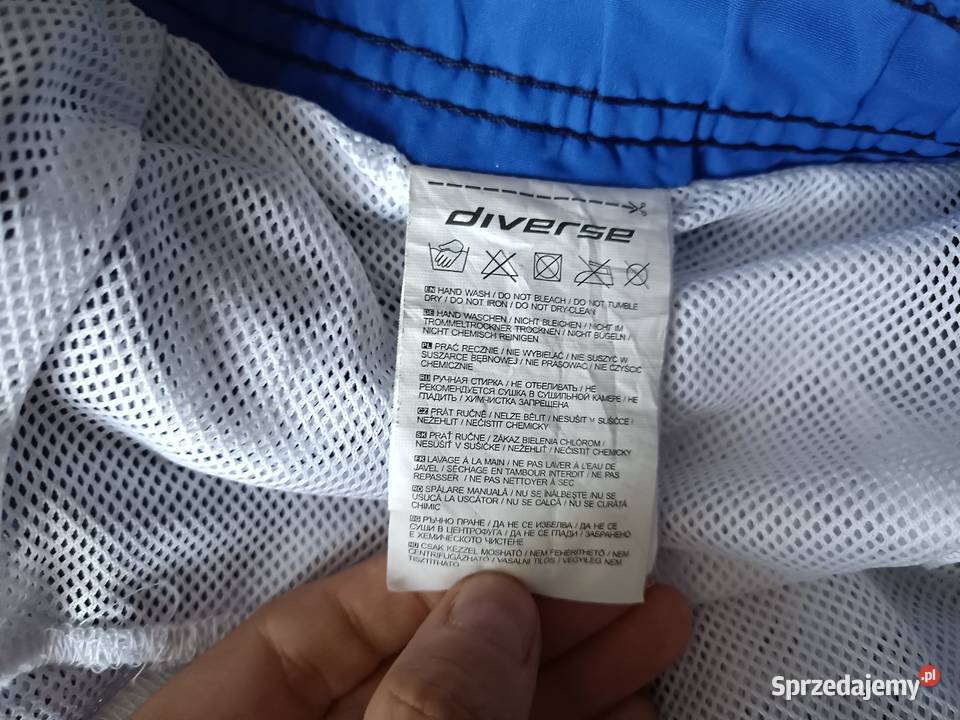 diverse
EN HAND WASH / DO NOT BLEACH / DO NOT TUMBLE
DRY / DO NOT IRON / DO NOT DRY-CLEAN
DE HAND WASCHEN / NICHT BLEICHEN / NICHT IM
TROMMELTROCKNER TROCKNEN / NICHT BÜGELN /
NICHT CHEMISCH REINIGEN
PL PRAĆ RĘCZNIE / NIE WYBIELAĆ / NIE SUSZYĆ W
SUSZARCE BĘBNOWEJ / NIE PRASOWAĆ / NIE CZYŚCIĆ
CHEMICZNIE
RU РУЧНАЯ СТИРКА / НЕ ОТБЕЛИВАТЬ / НЕ
РЕКОМЕНДУЕТСЯ СУШКА В СУШИЛЬНОЙ КАМЕРЕ / НЕ
ГЛАДИТЬ / ХИМЧИСТКА ЗАПРЕЩЕНА
CZ PRÁT RUČNĚ / NELZE BĚLIT / NESUŠIT V SUŠIČCE /
NEŽEHLIT / NEČISTIT CHEMICKY
SK PRAŤ RUČNE / ZÁKAZ BIELENIA CHLÓROM /
NESUŠIŤ V SUŠIČKE / NEŽEHLIŤ / NEČISTIŤ CHEMICKY
FR LAVAGE À LA MAIN / NE PAS LAVER À L'EAU DE
JAVEL / SÉCHAGE EN TAMBOUR INTERDIT / NE PAS
REPASSER / NE PAS NETTOYER À SEC
RO SPĂLARE MANUALĂ / NU SE ÎNĂLBEȘTE /NU SE
USUCĂ LA USCĂTOR / NU SE CALCĂ / NU SE CURĂȚĂ
CHIMIC
BG РЪЧНО ПРАНЕ / ДА НЕ СЕ ИЗБЕЛВА / ДА НЕ СЕ
СУШИ В ЦЕНТРОФУГА / ДА НЕ СЕ ГЛАДИ / ЗАБРАНЕНО
Е ХЕМИЧЕСКОТО ЧИСТЕНЕ
HU CSAK KÉZZEL MOSHATÓ / NEM FEHÉRÍTHETŐ / NEM
CENTRIFUGÁZHATÓ / VASALNI TILOS / VEGYILEG NEM
TISZTÍTHATÓ
Sprzedajemy.pl